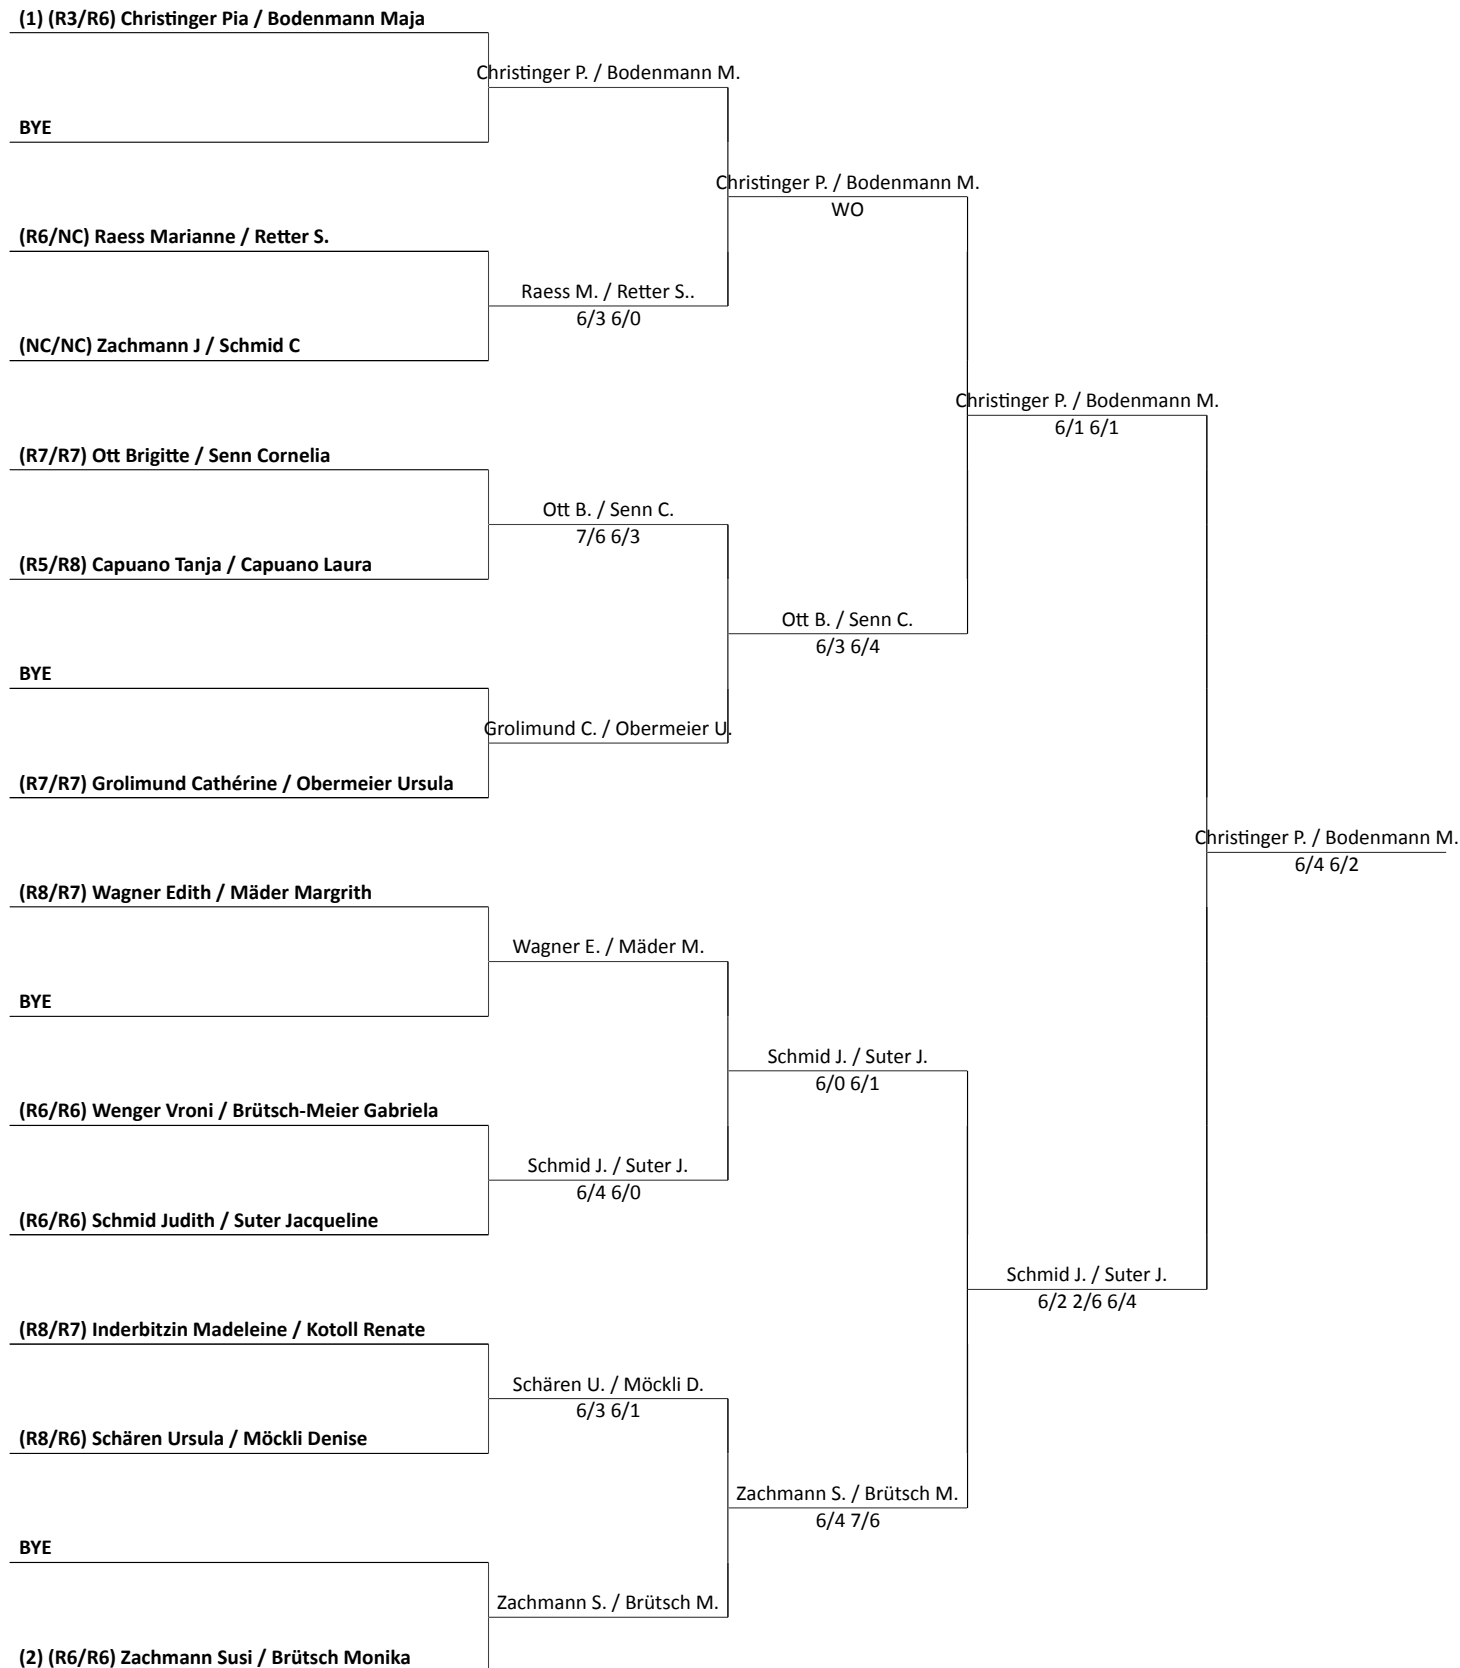 (1) (R3/R6) Christinger Pia / Bodenmann Maja
Christinger P. / Bodenmann M.
BYE
Christinger P. / Bodenmann M.
WO
(R6/NC) Raess Marianne / Retter S.
Raess M. / Retter S..
6/3 6/0
(NC/NC) Zachmann J / Schmid C
Christinger P. / Bodenmann M.
6/1 6/1
(R7/R7) Ott Brigitte / Senn Cornelia
Ott B. / Senn C.
7/6 6/3
(R5/R8) Capuano Tanja / Capuano Laura
Ott B. / Senn C.
6/3 6/4
BYE
Grolimund C. / Obermeier U.
(R7/R7) Grolimund Cathérine / Obermeier Ursula
Christinger P. / Bodenmann M.
6/4 6/2
(R8/R7) Wagner Edith / Mäder Margrith
Wagner E. / Mäder M.
BYE
Schmid J. / Suter J.
6/0 6/1
(R6/R6) Wenger Vroni / Brütsch-Meier Gabriela
Schmid J. / Suter J.
6/4 6/0
(R6/R6) Schmid Judith / Suter Jacqueline
Schmid J. / Suter J.
6/2 2/6 6/4
(R8/R7) Inderbitzin Madeleine / Kotoll Renate
Schären U. / Möckli D.
6/3 6/1
(R8/R6) Schären Ursula / Möckli Denise
Zachmann S. / Brütsch M.
6/4 7/6
BYE
Zachmann S. / Brütsch M.
(2) (R6/R6) Zachmann Susi / Brütsch Monika